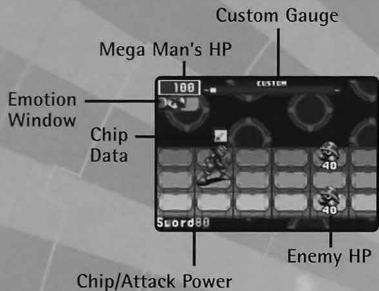 Custom Gauge
Mega Man's HP
100
CUSTOM
Emotion
Window
Chip
Data
40
40
Sword80
Enemy HP
Chip/Attack Power